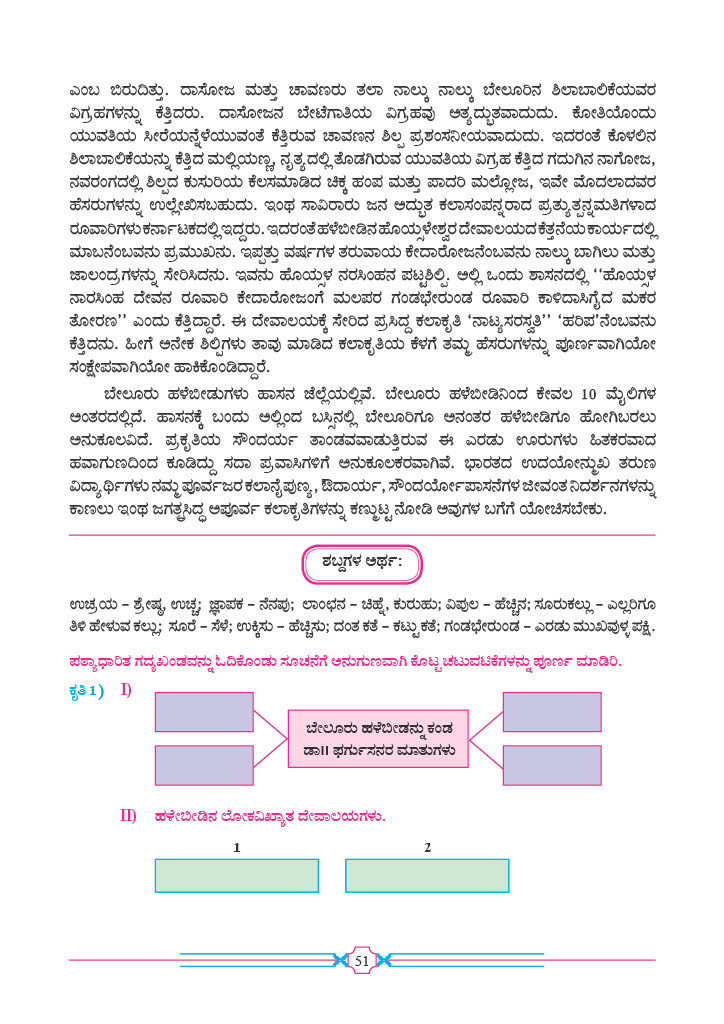 ಎಂಬ ಬಿರುದಿತ್ತು. ದಾಸೋಜ ಮತ್ತು ಚಾವಣರು ತಲಾ ನಾಲ್ಕು ನಾಲ್ಕು ಬೇಲೂರಿನ ಶಿಲಾಬಾಲಿಕೆಯವರ
ವಿಗ್ರಹಗಳನ್ನು ಕೆತ್ತಿದರು. ದಾಸೋಜನ ಬೇಟೆಗಾತಿಯ ವಿಗ್ರಹವು ಅತ್ಯದ್ಭುತವಾದುದು. ಕೋತಿಯೊಂದು
ಯುವತಿಯ ಸೀರೆಯನ್ನೆಳೆಯುವಂತೆ ಕೆತ್ತಿರುವ ಚಾವಣನ ಶಿಲ್ಪ ಪ್ರಶಂಸನೀಯವಾದುದು. ಇದರಂತೆ ಕೊಳಲಿನ
ಶಿಲಾಬಾಲಿಕೆಯನ್ನು ಕೆತ್ತಿದ ಮಲ್ಲಿಯಣ್ಣ, ನೃತ್ಯದಲ್ಲಿ ತೊಡಗಿರುವ ಯುವತಿಯ ವಿಗ್ರಹ ಕೆತ್ತಿದ ಗದುಗಿನ ನಾಗೋಜ,
ನವರಂಗದಲ್ಲಿ ಶಿಲ್ಪದ ಕುಸುರಿಯ ಕೆಲಸಮಾಡಿದ ಚಿಕ್ಕ ಹಂಪ ಮತ್ತು ಪಾದರಿ ಮಲ್ಲೋಜ, ಇವೇ ಮೊದಲಾದವರ
ಹೆಸರುಗಳನ್ನು ಉಲ್ಲೇಖಿಸಬಹುದು. ಇಂಥ ಸಾವಿರಾರು ಜನ ಅದ್ಭುತ ಕಲಾಸಂಪನ್ನರಾದ ಪ್ರತ್ಯುತ್ಪನ್ನಮತಿಗಳಾದ
ರೂವಾರಿಗಳು ಕರ್ನಾಟಕದಲ್ಲಿ ಇದ್ದರು. ಇದರಂತೆ ಹಳೆಬೀಡಿನ ಹೊಯ್ಸಳೇಶ್ವರ ದೇವಾಲಯದ ಕೆತ್ತನೆಯ ಕಾರ್ಯದಲ್ಲಿ
ಮಾಬನೆಂಬವನು ಪ್ರಮುಖನು. ಇಪ್ಪತ್ತು ವರ್ಷಗಳ ತರುವಾಯ ಕೇದಾರೋಜನೆಂಬವನು ನಾಲ್ಕು ಬಾಗಿಲು ಮತ್ತು
ಜಾಲಂದ್ರಗಳನ್ನು ಸೇರಿಸಿದನು. ಇವನು ಹೊಯ್ಸಳ ನರಸಿಂಹನ ಪಟ್ಟಶಿಲ್ಪಿ. ಅಲ್ಲಿ ಒಂದು ಶಾಸನದಲ್ಲಿ ‘‘ಹೊಯ್ಸಳ
ನಾರಸಿಂಹ ದೇವನ ರೂವಾರಿ ಕೇದಾರೋಜಂಗೆ ಮಲಪರ ಗಂಡಭೇರುಂಡ ರೂವಾರಿ ಕಾಳಿದಾಸಿಗೈದ ಮಕರ
ತೋರಣ’’ ಎಂದು ಕೆತ್ತಿದ್ದಾರೆ. ಈ ದೇವಾಲಯಕ್ಕೆ ಸೇರಿದ ಪ್ರಸಿದ್ದ ಕಲಾಕೃತಿ ‘ನಾಟ್ಯಸರಸ್ವತಿ’ ‘ಹರಿಪ’ನೆಂಬವನು
ಕೆತ್ತಿದನು. ಹೀಗೆ ಅನೇಕ ಶಿಲ್ಪಿಗಳು ತಾವು ಮಾಡಿದ ಕಲಾಕೃತಿಯ ಕೆಳಗೆ ತಮ್ಮ ಹೆಸರುಗಳನ್ನು ಪೂರ್ಣವಾಗಿಯೋ
ಸಂಕ್ಷೇಪವಾಗಿಯೋ ಹಾಕಿಕೊಂಡಿದ್ದಾರೆ.
ಬೇಲೂರು ಹಳೆಬೀಡುಗಳು ಹಾಸನ ಜೆಲ್ಲೆಯಲ್ಲಿವೆ. ಬೇಲೂರು ಹಳೆಬೀಡಿನಿಂದ ಕೇವಲ 10 ಮೈಲಿಗಳ
ಅಂತರದಲ್ಲಿದೆ. ಹಾಸನಕ್ಕೆ ಬಂದು ಅಲ್ಲಿಂದ ಬಸ್ಸಿನಲ್ಲಿ ಬೇಲೂರಿಗೂ ಅನಂತರ ಹಳೆಬೀಡಿಗೂ ಹೋಗಿಬರಲು
ಅನುಕೂಲವಿದೆ. ಪ್ರಕೃತಿಯ ಸೌಂದರ್ಯ ತಾಂಡವವಾಡುತ್ತಿರುವ ಈ ಎರಡು ಊರುಗಳು ಹಿತಕರವಾದ
ಹವಾಗುಣದಿಂದ ಕೂಡಿದ್ದು ಸದಾ ಪ್ರವಾಸಿಗಳಿಗೆ ಅನುಕೂಲಕರವಾಗಿವೆ. ಭಾರತದ ಉದಯೋನ್ಮುಖ ತರುಣ
ವಿದ್ಯಾರ್ಥಿಗಳು ನಮ್ಮ ಪೂರ್ವಜರ ಕಲಾನೈಪುಣ್ಯ, ಔದಾರ್ಯ, ಸೌಂದರ್ಯೋಪಾಸನೆಗಳ ಜೀವಂತ ನಿದರ್ಶನಗಳನ್ನು
ಕಾಣಲು ಇಂಥ ಜಗತ್ಪ್ರಸಿದ್ಧ ಅಪೂರ್ವ ಕಲಾಕೃತಿಗಳನ್ನು ಕಣ್ಮುಟ್ಟ ನೋಡಿ ಅವುಗಳ ಬಗೆಗೆ ಯೋಚಿಸಬೇಕು.
ಶಬ್ದಗಳ ಅರ್ಥ:
ಉಚ್ರಯ – ಶ್ರೇಷ್ಠ, ಉಚ್ಚ; ಜ್ಞಾಪಕ – ನೆನಪು; ಲಾಂಛನ – ಚಿಹ್ನೆ, ಕುರುಹು; ವಿಪುಲ – ಹೆಚ್ಚಿನ; ಸೂರುಕಲ್ಲು – ಎಲ್ಲರಿಗೂ
ತಿಳಿ ಹೇಳುವ ಕಲ್ಲು; ಸೂರೆ – ಸೆಳೆ; ಉಕ್ಕಿಸು – ಹೆಚ್ಚಿಸು; ದಂತ ಕತೆ – ಕಟ್ಟು ಕತೆ; ಗಂಡಭೇರುಂಡ – ಎರಡು ಮುಖವುಳ್ಳ ಪಕ್ಷಿ.
ಪಠ್ಯಾಧಾರಿತ ಗದ್ಯಖಂಡವನ್ನು ಓದಿಕೊಂಡು ಸೂಚನೆಗೆ ಅನುಗುಣವಾಗಿ ಕೊಟ್ಟ ಚಟುವಟಿಕೆಗಳನ್ನು ಪೂರ್ಣ ಮಾಡಿರಿ.
ಕೃತಿ 1) I)
ಬೇಲೂರು ಹಳೆಬೀಡನ್ನು ಕಂಡ
ಡಾ॥ ಫರ್ಗುಸನರ ಮಾತುಗಳು
II) ಹಳೇಬೀಡಿನ ಲೋಕವಿಖ್ಯಾತ ದೇವಾಲಯಗಳು.
1 2
51